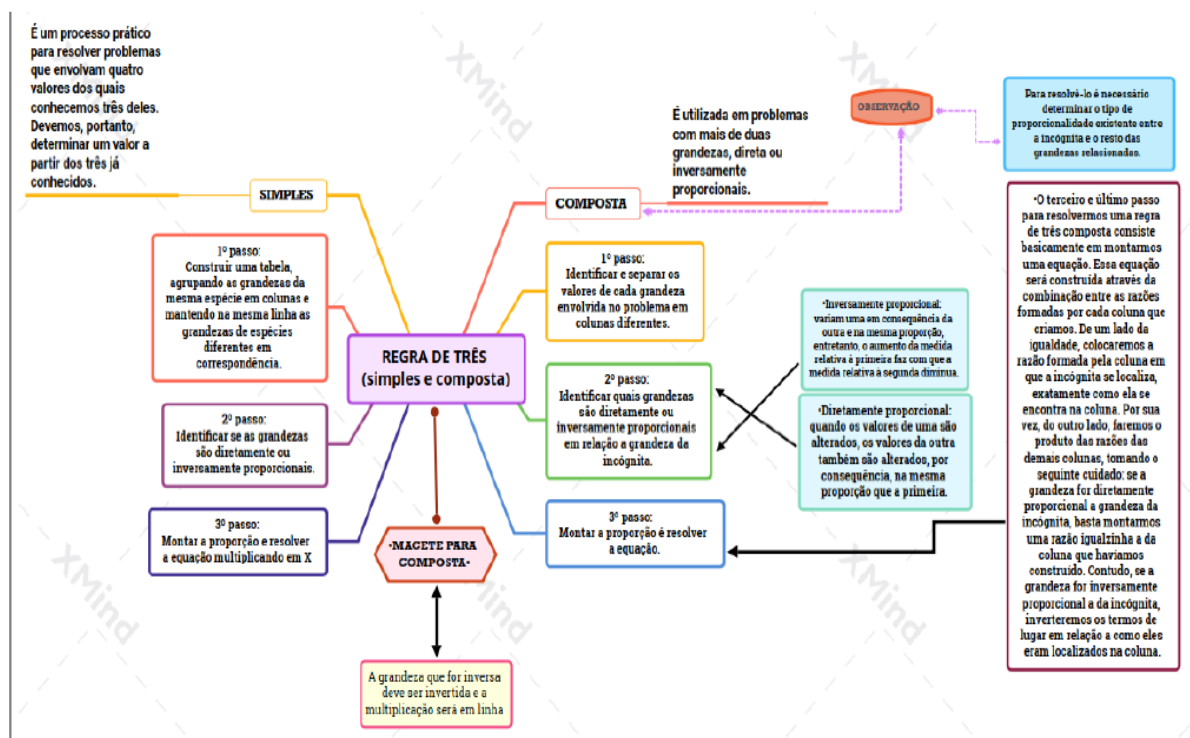 É um processo prático
para resolver problemas
que envolvam quatro
valores dos quais
conhecemos três deles.
Devemos, portanto,
determinar um valor a
partir dos três já
conhecidos.
SIMPLES
1º passo:
Construir uma tabela,
agrupando as grandezas da
mesma espécie em colunas e
mantendo na mesma linha as
grandezas de espécies
diferentes em
correspondência.
2º passo:
Identificar se as grandezas
são diretamente ou
inversamente proporcionais.
3º passo:
Montar a proporção e resolver
a equação multiplicando em X
REGRA DE TRÊS
(simples e composta)
•MACETE PARA
COMPOSTA•
A grandeza que for inversa
deve ser invertida e a
multiplicação será em linha
COMPOSTA
É utilizada em problemas
com mais de duas
grandezas, direta ou
inversamente
proporcionais.
OBSERVAÇÃO
Para resolvê-lo é necessário
determinar o tipo de
proporcionalidade existente entre
a incógnita e o resto das
grandezas relacionadas.
1º passo:
Identificar e separar os
valores de cada grandeza
envolvida no problema em
colunas diferentes.
2º passo:
Identificar quais grandezas
são diretamente ou
inversamente proporcionais
em relação a grandeza da
incógnita.
3º passo:
Montar a proporção é resolver
a equação.
•Inversamente proporcional:
variam uma em consequência da
outra e na mesma proporção,
entretanto, o aumento da medida
relativa à primeira faz com que a
medida relativa à segunda diminua.
•Diretamente proporcional:
quando os valores de uma são
alterados, os valores da outra
também são alterados, por
consequência, na mesma
proporção que a primeira.
•O terceiro e último passo
para resolvermos uma regra
de três composta consiste
basicamente em montarmos
uma equação. Essa equação
será construída através da
combinação entre as razões
formadas por cada coluna que
criamos. De um lado da
igualdade, colocaremos a
razão formada pela coluna em
que a incógnita se localiza,
exatamente como ela se
encontra na coluna. Por sua
vez, do outro lado, faremos o
produto das razões das
demais colunas, tomando o
seguinte cuidado: se a
grandeza for diretamente
proporcional a grandeza da
incógnita, basta montarmos
uma razão igualzinha a da
coluna que havíamos
construído. Contudo, se a
grandeza for inversamente
proporcional a da incógnita,
inverteremos os termos de
lugar em relação a como eles
eram localizados na coluna.
XMind
XMind
XMind
XMind
XMind
XMind